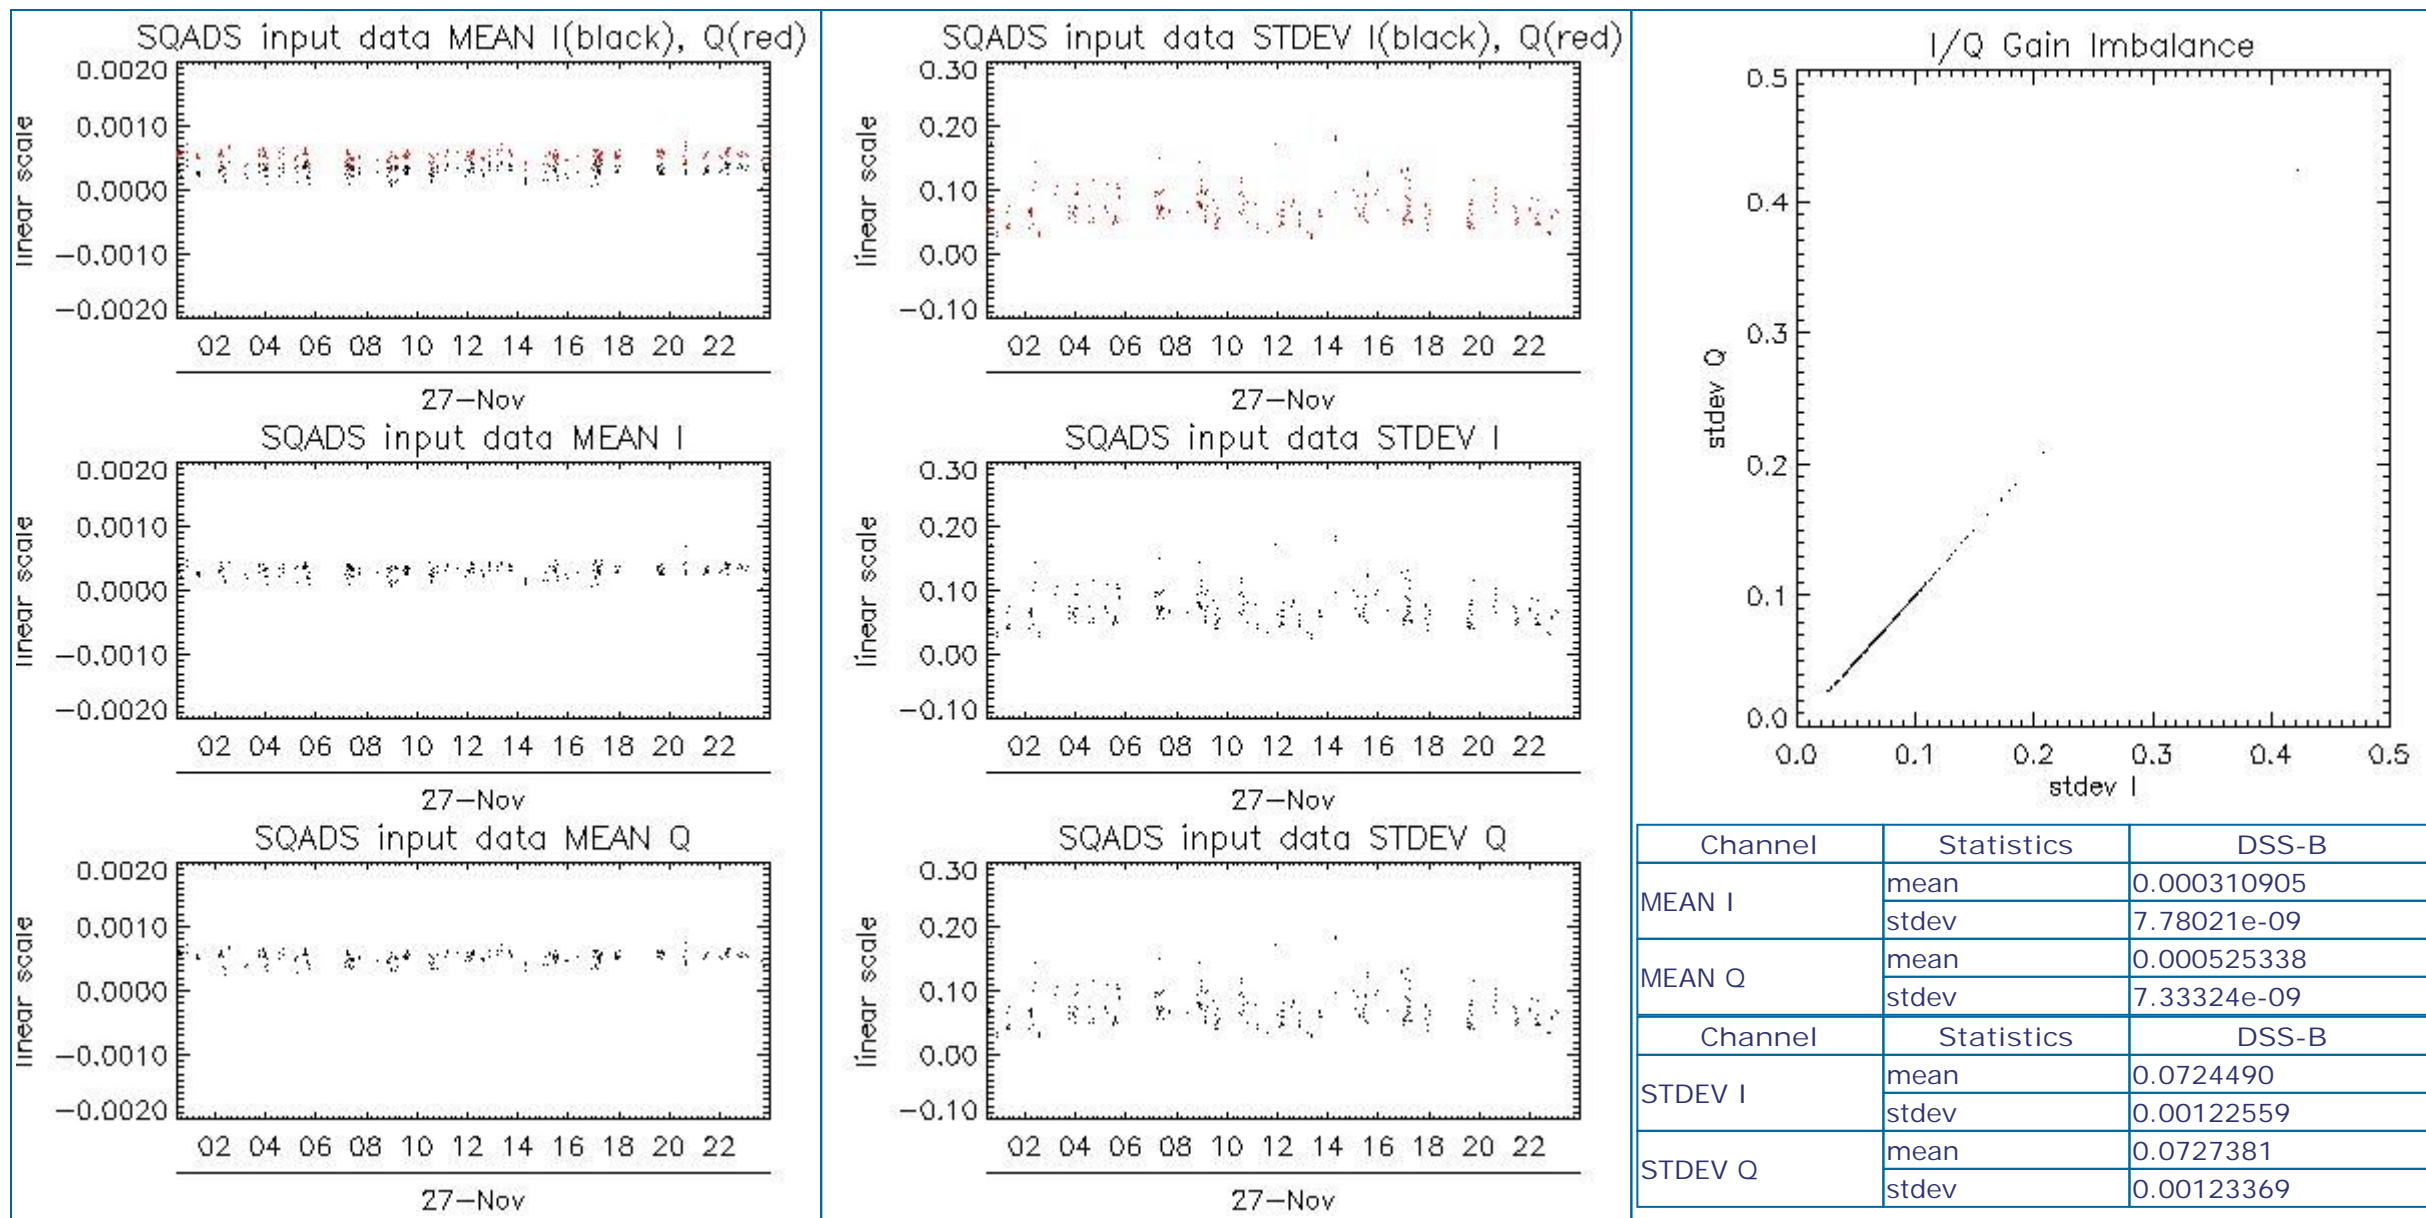 SQADS input data MEAN I(black), Q(red)
0.0020
0.0010
0.0000
−0.0010
−0.0020
linear scale
02 04 06 08 10 12 14 16 18 20 22
27−Nov
SQADS input data MEAN I
0.0020
0.0010
0.0000
−0.0010
−0.0020
linear scale
02 04 06 08 10 12 14 16 18 20 22
27−Nov
SQADS input data MEAN Q
0.0020
0.0010
0.0000
−0.0010
−0.0020
linear scale
02 04 06 08 10 12 14 16 18 20 22
27−Nov
SQADS input data STDEV I(black), Q(red)
0.30
0.20
0.10
0.00
−0.10
linear scale
02 04 06 08 10 12 14 16 18 20 22
27−Nov
SQADS input data STDEV I
0.30
0.20
0.10
0.00
−0.10
linear scale
02 04 06 08 10 12 14 16 18 20 22
27−Nov
SQADS input data STDEV Q
0.30
0.20
0.10
0.00
−0.10
linear scale
02 04 06 08 10 12 14 16 18 20 22
27−Nov
I/Q Gain Imbalance
0.5
0.4
0.3
0.2
0.1
0.0
stdev Q
0.0 0.1 0.2 0.3 0.4 0.5
stdev I
Channel Statistics DSS-B
MEAN I mean 0.000310905
stdev 7.78021e-09
MEAN Q mean 0.000525338
stdev 7.33324e-09
Channel Statistics DSS-B
STDEV I mean 0.0724490
stdev 0.00122559
STDEV Q mean 0.0727381
stdev 0.00123369